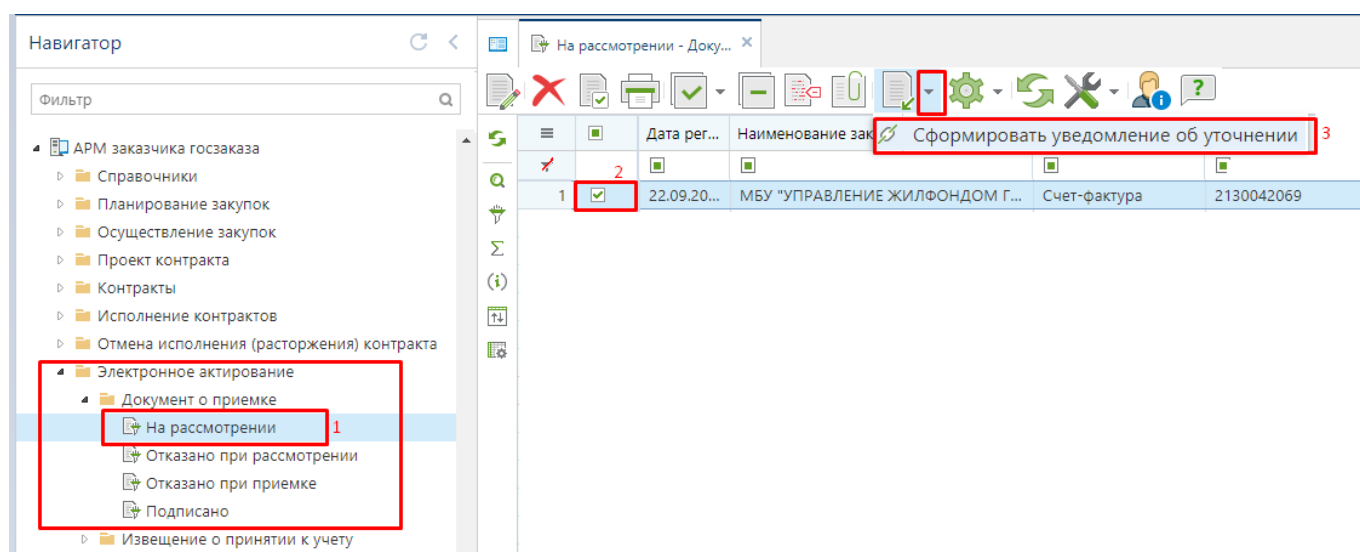 Навигатор
На рассмотрении - Доку...
Фильтр
АРМ заказчика госзаказа
Справочники
Планирование закупок
Осуществление закупок
Проект контракта
Контракты
Исполнение контрактов
Отмена исполнения (расторжения) контракта
Электронное актирование
Документ о приемке
На рассмотрении 1
Отказано при рассмотрении
Отказано при приемке
Подписано
Извещение о принятии к учету
Дата рег... Наименование зак Сформировать уведомление об уточнении 3
2
1 22.09.20... МБУ "УПРАВЛЕНИЕ ЖИЛФОНДОМ Г... Счет-фактура 2130042069